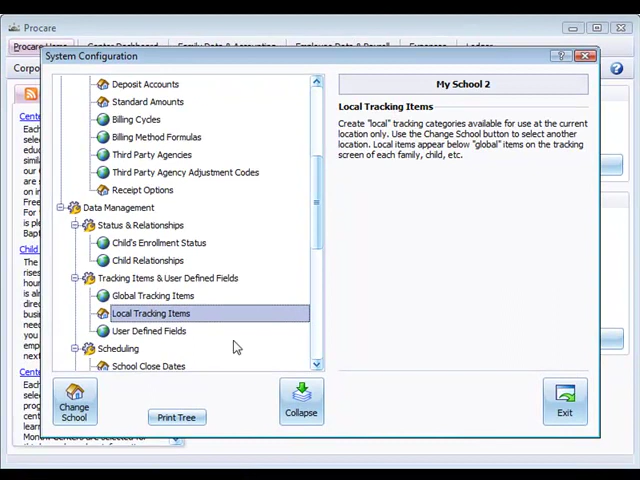 Procare
Procare Home
Center Dashboard
Family Data & Accounting
Employee Data & Payroll
Expenses
Ledger
Corpo
System Configuration
Deposit Accounts
Standard Amounts
Billing Cycles
Billing Method Formulas
Third Party Agencies
Third Party Agency Adjustment Codes
Receipt Options
Data Management
Status & Relationships
Child's Enrollment Status
Child Relationships
Tracking Items & User Defined Fields
Global Tracking Items
Local Tracking Items
User Defined Fields
Scheduling
School Close Dates
My School 2
Local Tracking Items
Create "local" tracking categories available for use at the current
location only. Use the Change School button to select another
location. Local items appear below "global" items on the tracking
screen of each family, child, etc.
Change
School
Print Tree
Collapse
Exit